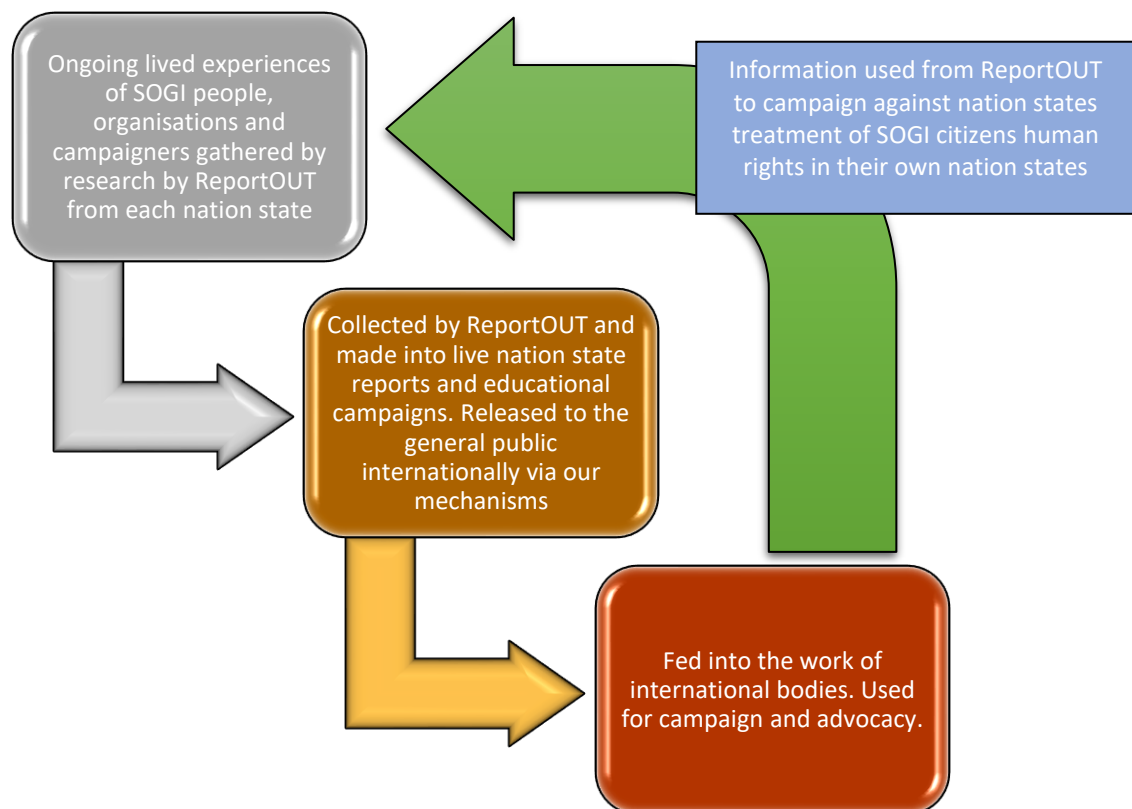 Ongoing lived experiences
of SOGI people,
organisations and
campaigners gathered by
research by ReportOUT
from each nation state
Information used from ReportOUT
to campaign against nation states
treatment of SOGI citizens human
rights in their own nation states
Collected by ReportOUT and
made into live nation state
reports and educational
campaigns. Released to the
general public
internationally via our
mechanisms
Fed into the work of
international bodies. Used
for campaign and advocacy.